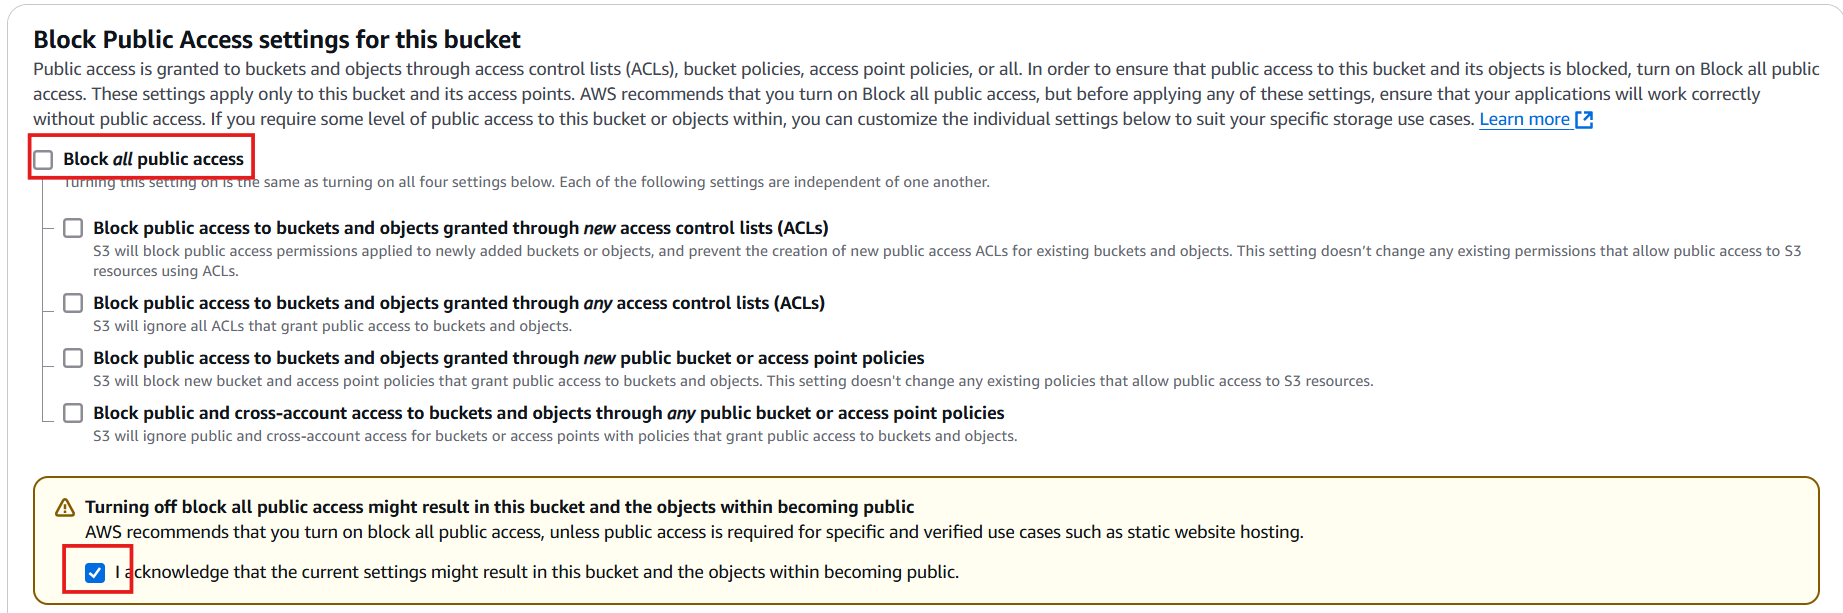 Block Public Access settings for this bucket
Public access is granted to buckets and objects through access control lists (ACLs), bucket policies, access point policies, or all. In order to ensure that public access to this bucket and its objects is blocked, turn on Block all public
access. These settings apply only to this bucket and its access points. AWS recommends that you turn on Block all public access, but before applying any of these settings, ensure that your applications will work correctly
without public access. If you require some level of public access to this bucket or objects within, you can customize the individual settings below to suit your specific storage use cases. Learn more
Block all public access
Turning this setting on is the same as turning on all four settings below. Each of the following settings are independent of one another.
Block public access to buckets and objects granted through new access control lists (ACLs)
S3 will block public access permissions applied to newly added buckets or objects, and prevent the creation of new public access ACLs for existing buckets and objects. This setting doesn't change any existing permissions that allow public access to S3
resources using ACLs.
Block public access to buckets and objects granted through any access control lists (ACLs)
S3 will ignore all ACLs that grant public access to buckets and objects.
Block public access to buckets and objects granted through new public bucket or access point policies
S3 will block new bucket and access point policies that grant public access to buckets and objects. This setting doesn't change any existing policies that allow public access to S3 resources.
Block public and cross-account access to buckets and objects through any public bucket or access point policies
S3 will ignore public and cross-account access for buckets or access points with policies that grant public access to buckets and objects.
Turning off block all public access might result in this bucket and the objects within becoming public
AWS recommends that you turn on block all public access, unless public access is required for specific and verified use cases such as static website hosting.
I acknowledge that the current settings might result in this bucket and the objects within becoming public.